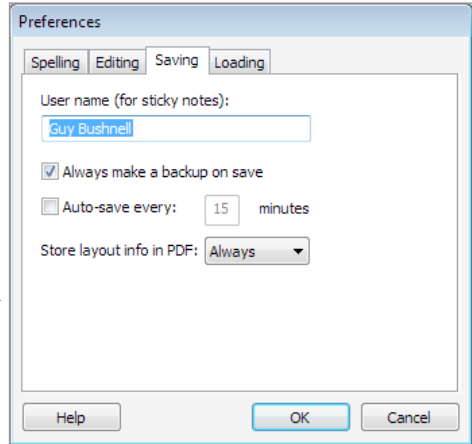 Preferences
Spelling Editing Saving Loading
User name (for sticky notes):
Guy Bushnell
Always make a backup on save
Auto-save every: 15 minutes
Store layout info in PDF: Always
Help OK Cancel